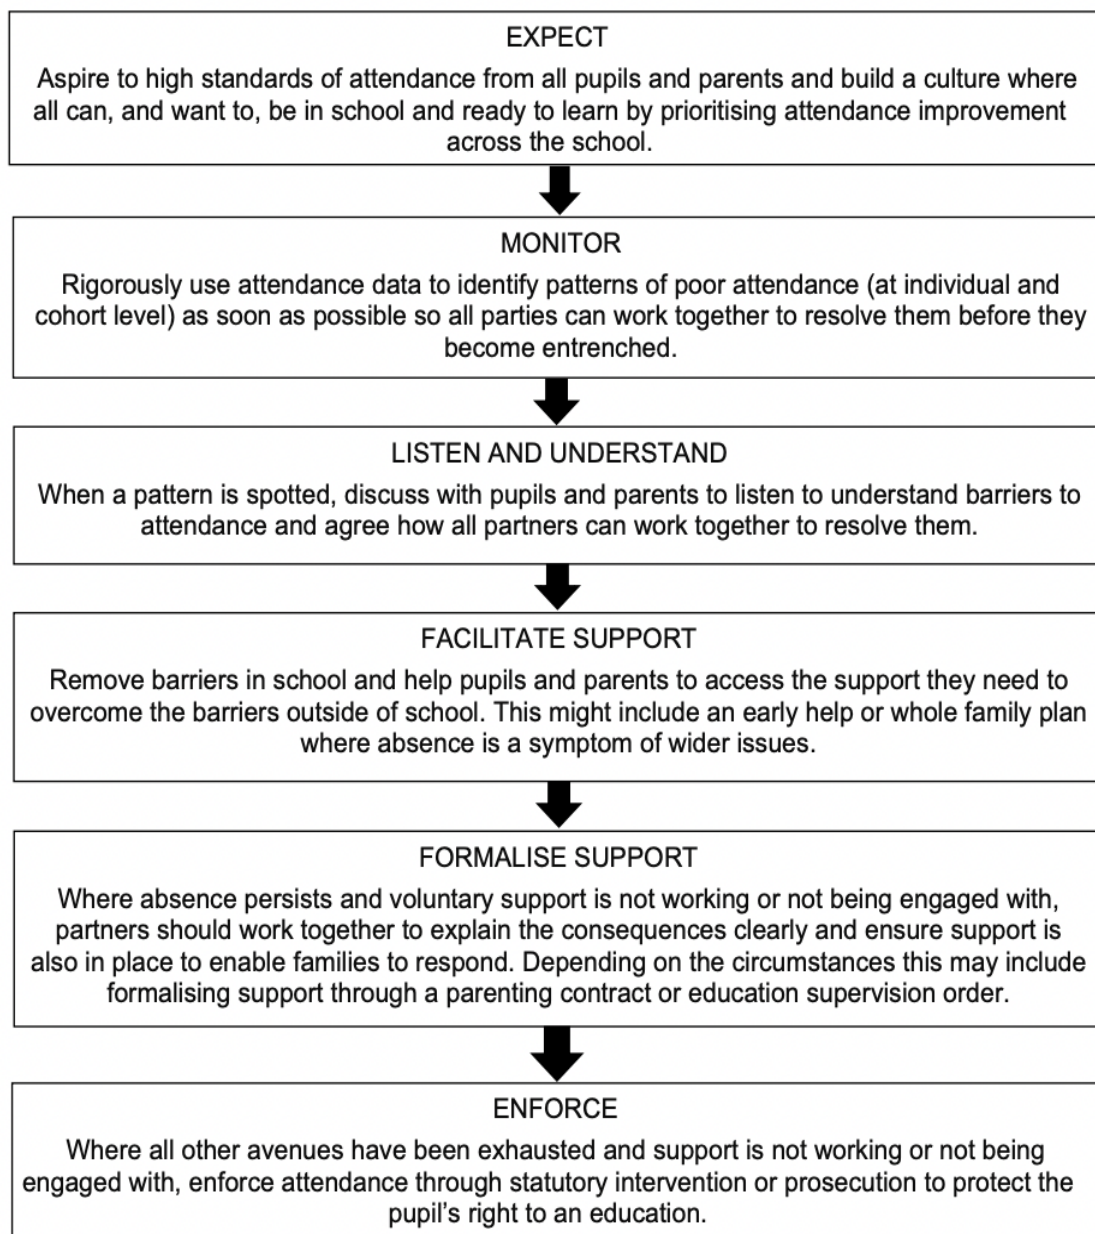 EXPECT
Aspire to high standards of attendance from all pupils and parents and build a culture where
all can, and want to, be in school and ready to learn by prioritising attendance improvement
across the school.
MONITOR
Rigorously use attendance data to identify patterns of poor attendance (at individual and
cohort level) as soon as possible so all parties can work together to resolve them before they
become entrenched.
LISTEN AND UNDERSTAND
When a pattern is spotted, discuss with pupils and parents to listen to understand barriers to
attendance and agree how all partners can work together to resolve them.
FACILITATE SUPPORT
Remove barriers in school and help pupils and parents to access the support they need to
overcome the barriers outside of school. This might include an early help or whole family plan
where absence is a symptom of wider issues.
FORMALISE SUPPORT
Where absence persists and voluntary support is not working or not being engaged with,
partners should work together to explain the consequences clearly and ensure support is
also in place to enable families to respond. Depending on the circumstances this may include
formalising support through a parenting contract or education supervision order.
ENFORCE
Where all other avenues have been exhausted and support is not working or not being
engaged with, enforce attendance through statutory intervention or prosecution to protect the
pupil's right to an education.